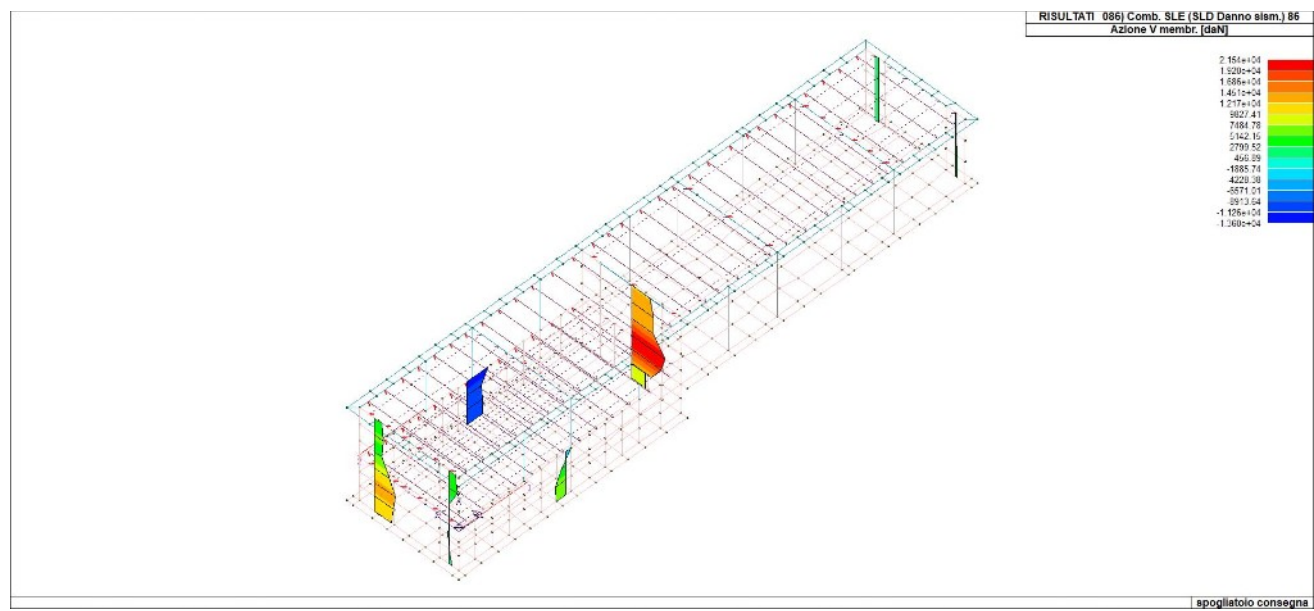 RISULTATI 086) Comb. SLE (SLD Danno sism.) 86
Azione V membr. [daN]
2.164e+04
1.920e+04
1.686e+04
1.451e+04
1.217e+04
9827.41
7484.78
5142.15
2799.52
456.89
-1885.74
-4228.38
-6571.01
-8913.64
-1.126e+04
-1.360e+04
spogliatoio consegna